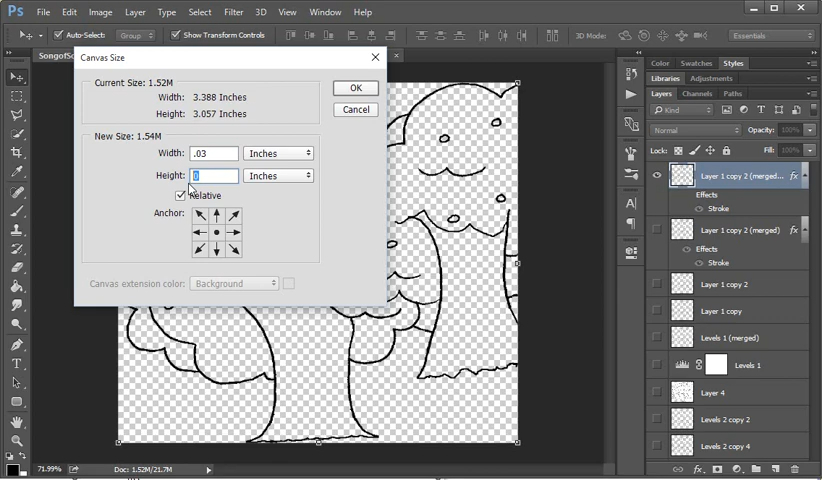 Ps File Edit Image Layer Type Select Filter 3D View Window Help
Auto-Select: Group Show Transform Controls 3D Mode: Essentials
Canvas Size
Current Size: 1.52M
Width: 3.388 Inches
Height: 3.057 Inches
New Size: 1.54M
Width: .03 Inches
Height: 0 Inches
Relative
Anchor:
Canvas extension color: Background
OK
Cancel
Color Swatches Styles
Libraries Adjustments
Layers Channels Paths
Kind
Normal Opacity: 100%
Lock: Fill: 100%
Layer 1 copy 2 (merged... fx
Effects
Stroke
Layer 1 copy 2 (merged) fx
Effects
Stroke
Layer 1 copy 2
Layer 1 copy
Levels 1 (merged)
Levels 1
Layer 4
Levels 2 copy 2
Levels 2 copy 4
71.99% Doc: 1.52M/21.7M